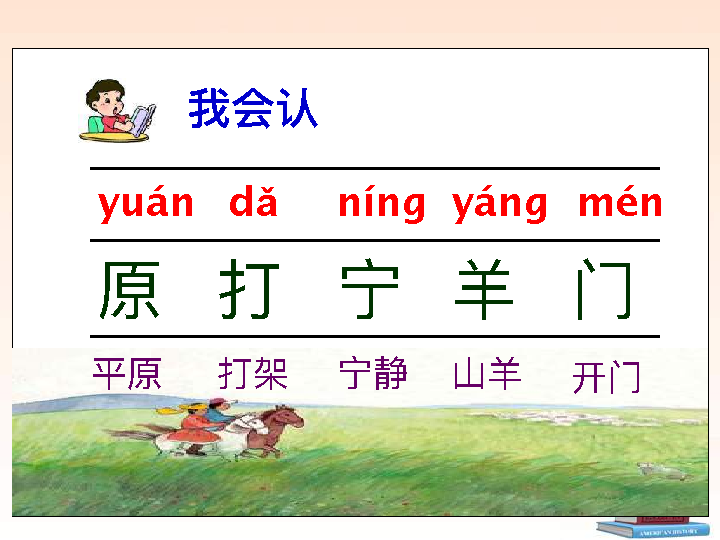 我会认
yuán dǎ níng yáng mén
原 打 宁 羊 门
平原 打架 宁静 山羊 开门
AMERICAN HISTORY